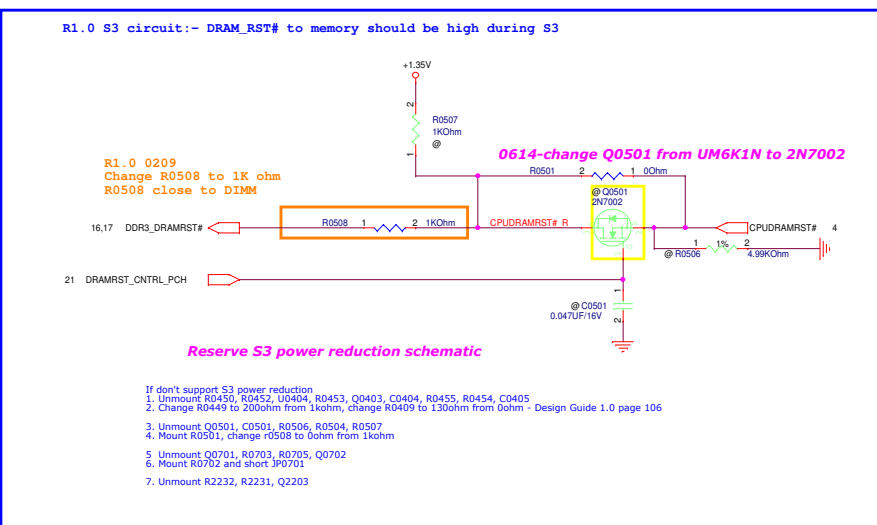 R1.0 S3 circuit:- DRAM_RST# to memory should be high during S3
+1.35V
2
R0507
1KOhm
@
1
R1.0 0209
Change R0508 to 1K ohm
R0508 close to DIMM
0614-change Q0501 from UM6K1N to 2N7002
R0501 2 1 0Ohm
@ Q0501
2N7002
16,17 DDR3_DRAMRST#
R0508 1 2 1KOhm
CPUDRAMRST#_R
CPUDRAMRST# 4
@ R0506 1 1% 2 4.99KOhm
21 DRAMRST_CNTRL_PCH
1
@ C0501
0.047UF/16V
2
Reserve S3 power reduction schematic
If don't support S3 power reduction
1. Unmount R0450, R0452, U0404, R0453, Q0403, C0404, R0455, R0454, C0405
2. Change R0449 to 200ohm from 1kohm, change R0409 to 130ohm from 0ohm - Design Guide 1.0 page 106
3. Unmount Q0501, C0501, R0506, R0504, R0507
4. Mount R0501, change r0508 to 0ohm from 1kohm
5 Unmount Q0701, R0703, R0705, Q0702
6. Mount R0702 and short JP0701
7. Unmount R2232, R2231, Q2203